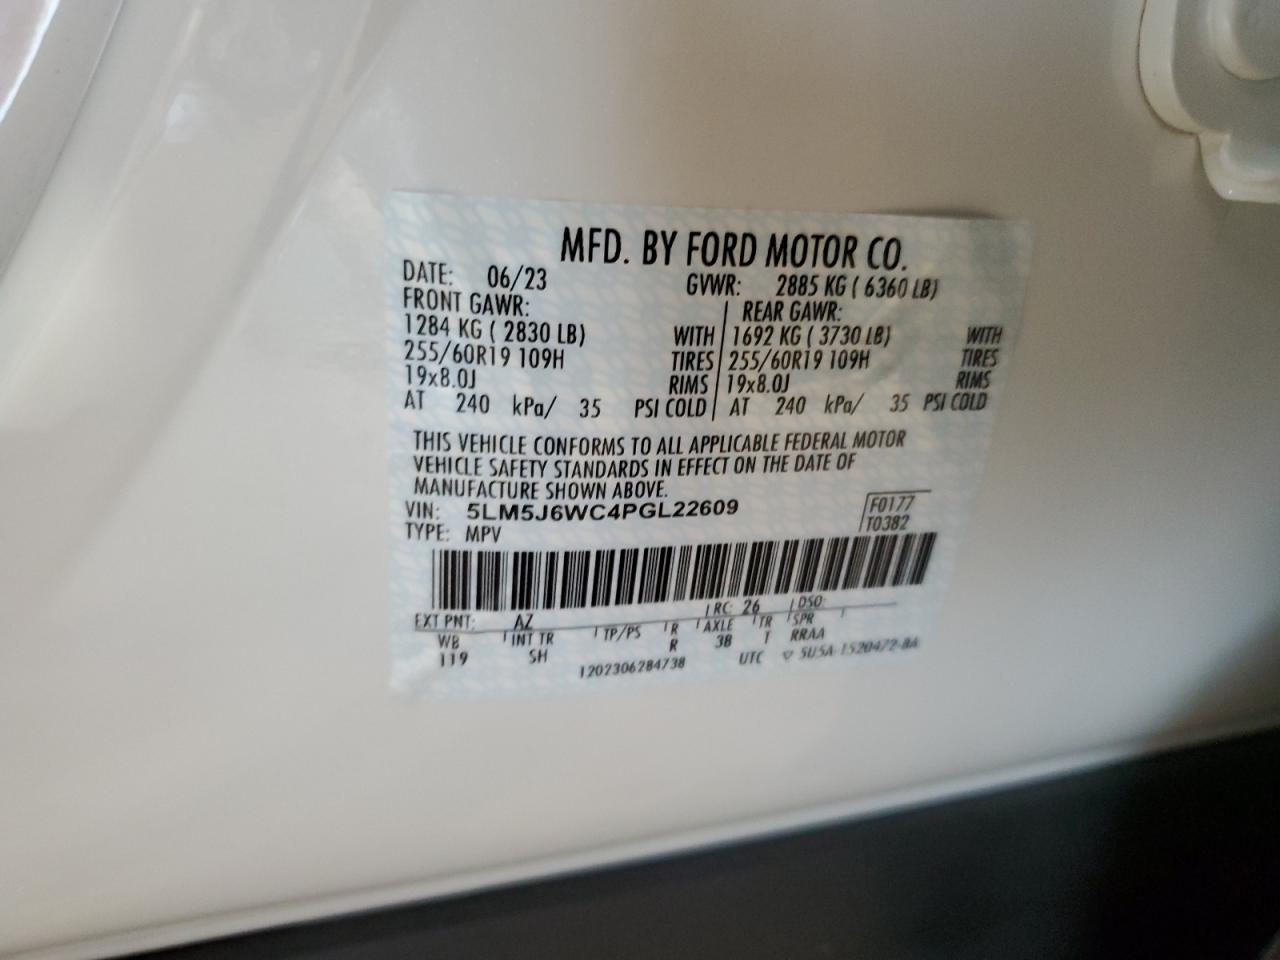 MFD. BY FORD MOTOR CO.
DATE: 06/23 GVWR: 2885 KG ( 6360 LB)
FRONT GAWR: REAR GAWR:
1284 KG ( 2830 LB) WITH 1692 KG ( 3730 LB) WITH
255/60R19 109H TIRES 255/60R19 109H TIRES
19x8.0J RIMS 19x8.0J RIMS
AT 240 kPa/ 35 PSI COLD AT 240 kPa/ 35 PSI COLD
THIS VEHICLE CONFORMS TO ALL APPLICABLE FEDERAL MOTOR
VEHICLE SAFETY STANDARDS IN EFFECT ON THE DATE OF
MANUFACTURE SHOWN ABOVE.
VIN: 5LM5J6WC4PGL22609 F0177
TYPE: MPV T0382
EXT PNT: AZ RC: 26 DSO:
WB INT TR TP/PS R AXLE TR SPR
119 SH R 3B T RRAA
1202306284738 UTC ▽ 5U5A-1520472-BA